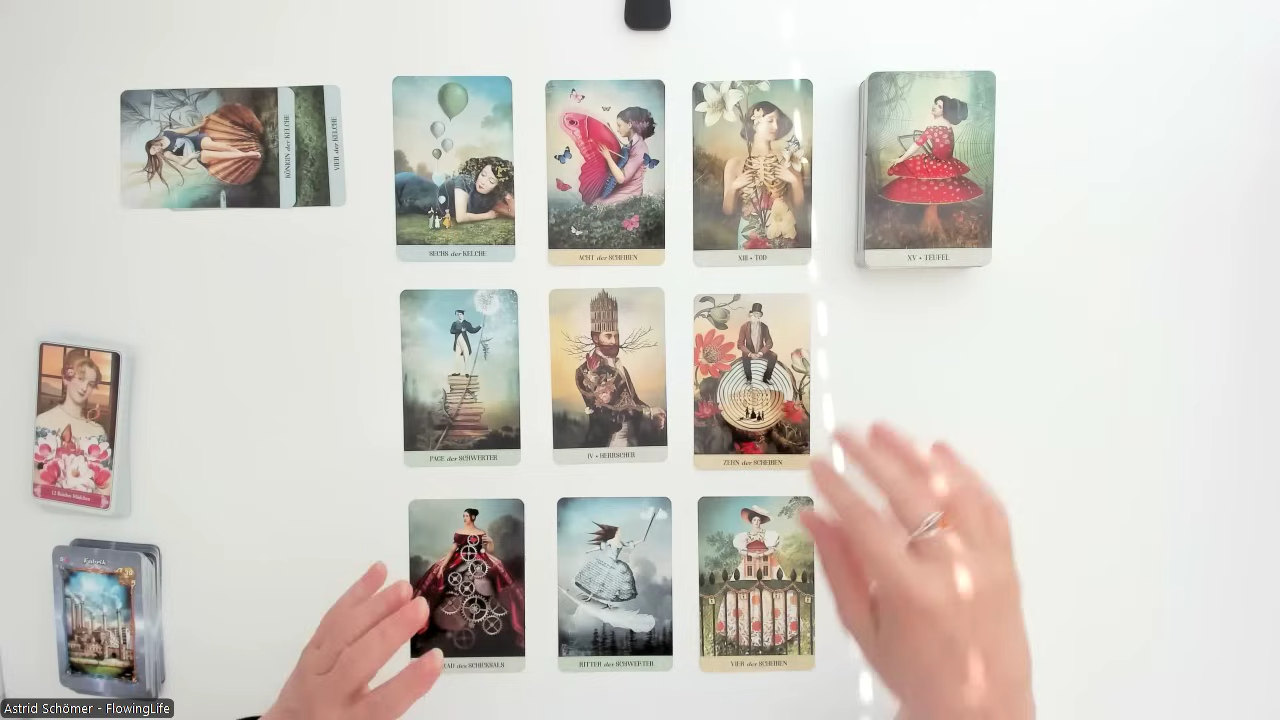 KÖNIGIN der KELCHE
VIER der KELCHE
SECHS der KELCHE
ACHT der SCHEIBEN
XIII • TOD
XV • TEUFEL
PAGE der SCHWERTER
IV • HERRSCHER
ZEHN der SCHEIBEN
RAD des SCHICKSALS
RITTER der SCHWERTER
VIER der SCHEIBEN
Astrid Schömer - FlowingLife